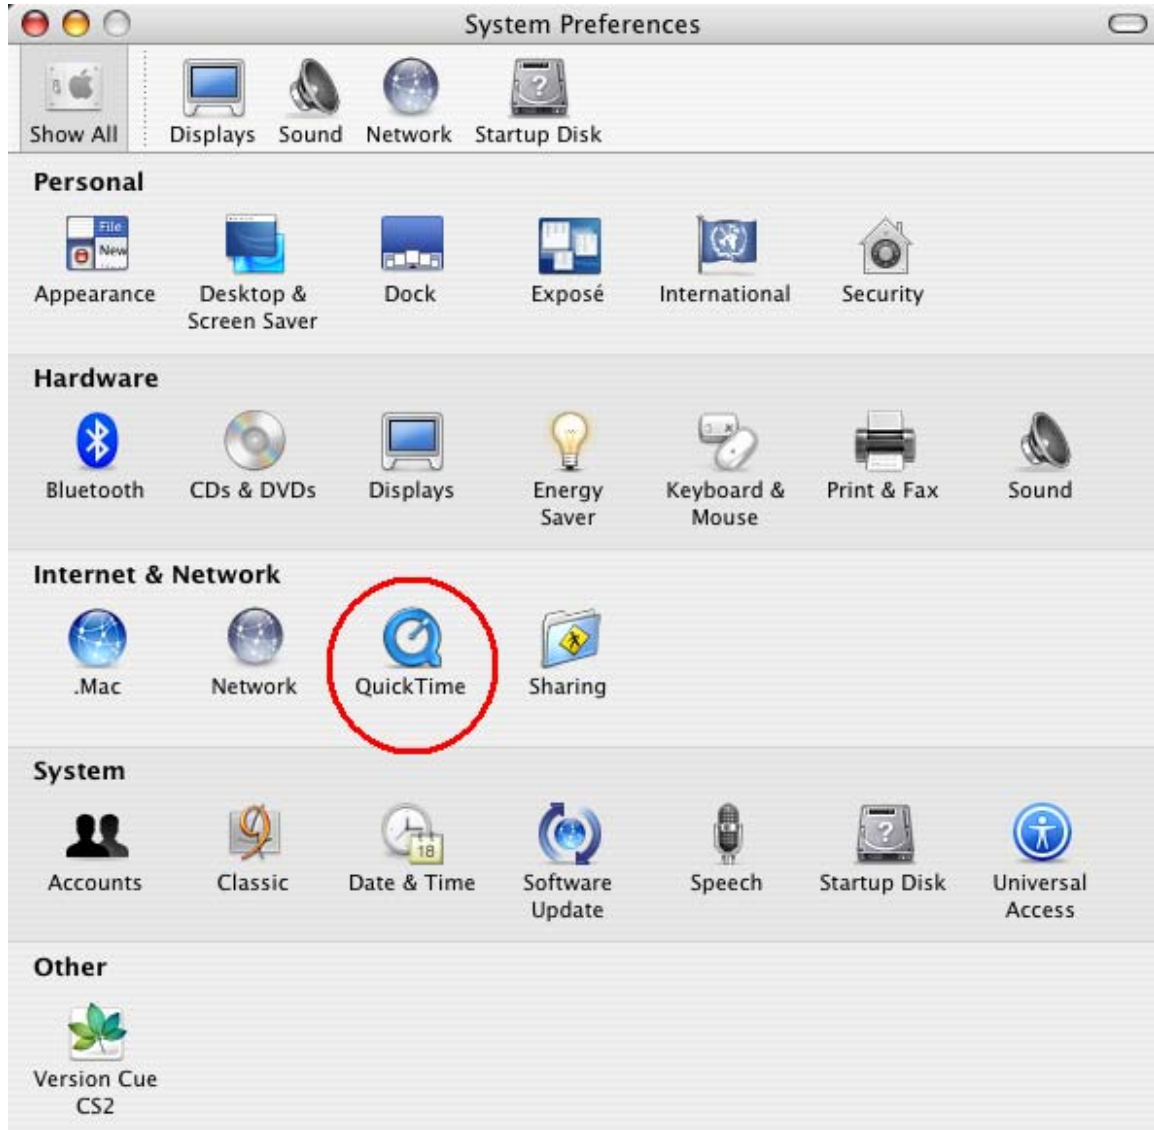 System Preferences
Show All Displays Sound Network Startup Disk
Personal
File
New
Appearance Desktop & Dock Exposé International Security
Screen Saver
Hardware
Bluetooth CDs & DVDs Displays Energy Keyboard & Print & Fax Sound
Saver Mouse
Internet & Network
.Mac Network QuickTime Sharing
System
18
Accounts Classic Date & Time Software Speech Startup Disk Universal
Update Access
Other
Version Cue
CS2